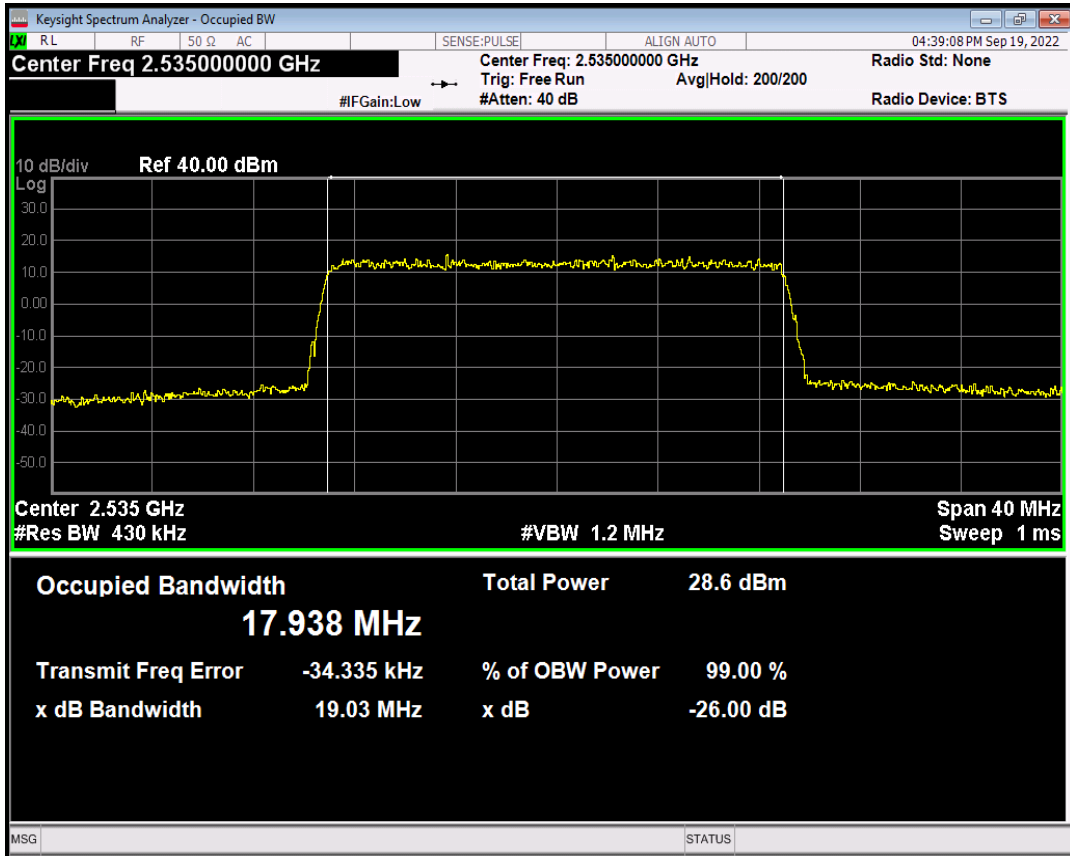 Keysight Spectrum Analyzer - Occupied BW
LXI RL RF 50 Ω AC SENSE:PULSE ALIGN AUTO 04:39:08 PM Sep 19, 2022
Center Freq 2.535000000 GHz Center Freq: 2.535000000 GHz Radio Std: None
Trig: Free Run Avg|Hold: 200/200
#IFGain:Low #Atten: 40 dB Radio Device: BTS
10 dB/div Ref 40.00 dBm
Log
30.0
20.0
10.0
0.00
-10.0
-20.0
-30.0
-40.0
-50.0
Center 2.535 GHz Span 40 MHz
#Res BW 430 kHz #VBW 1.2 MHz Sweep 1 ms
Occupied Bandwidth Total Power 28.6 dBm
17.938 MHz
Transmit Freq Error -34.335 kHz % of OBW Power 99.00 %
x dB Bandwidth 19.03 MHz x dB -26.00 dB
MSG STATUS